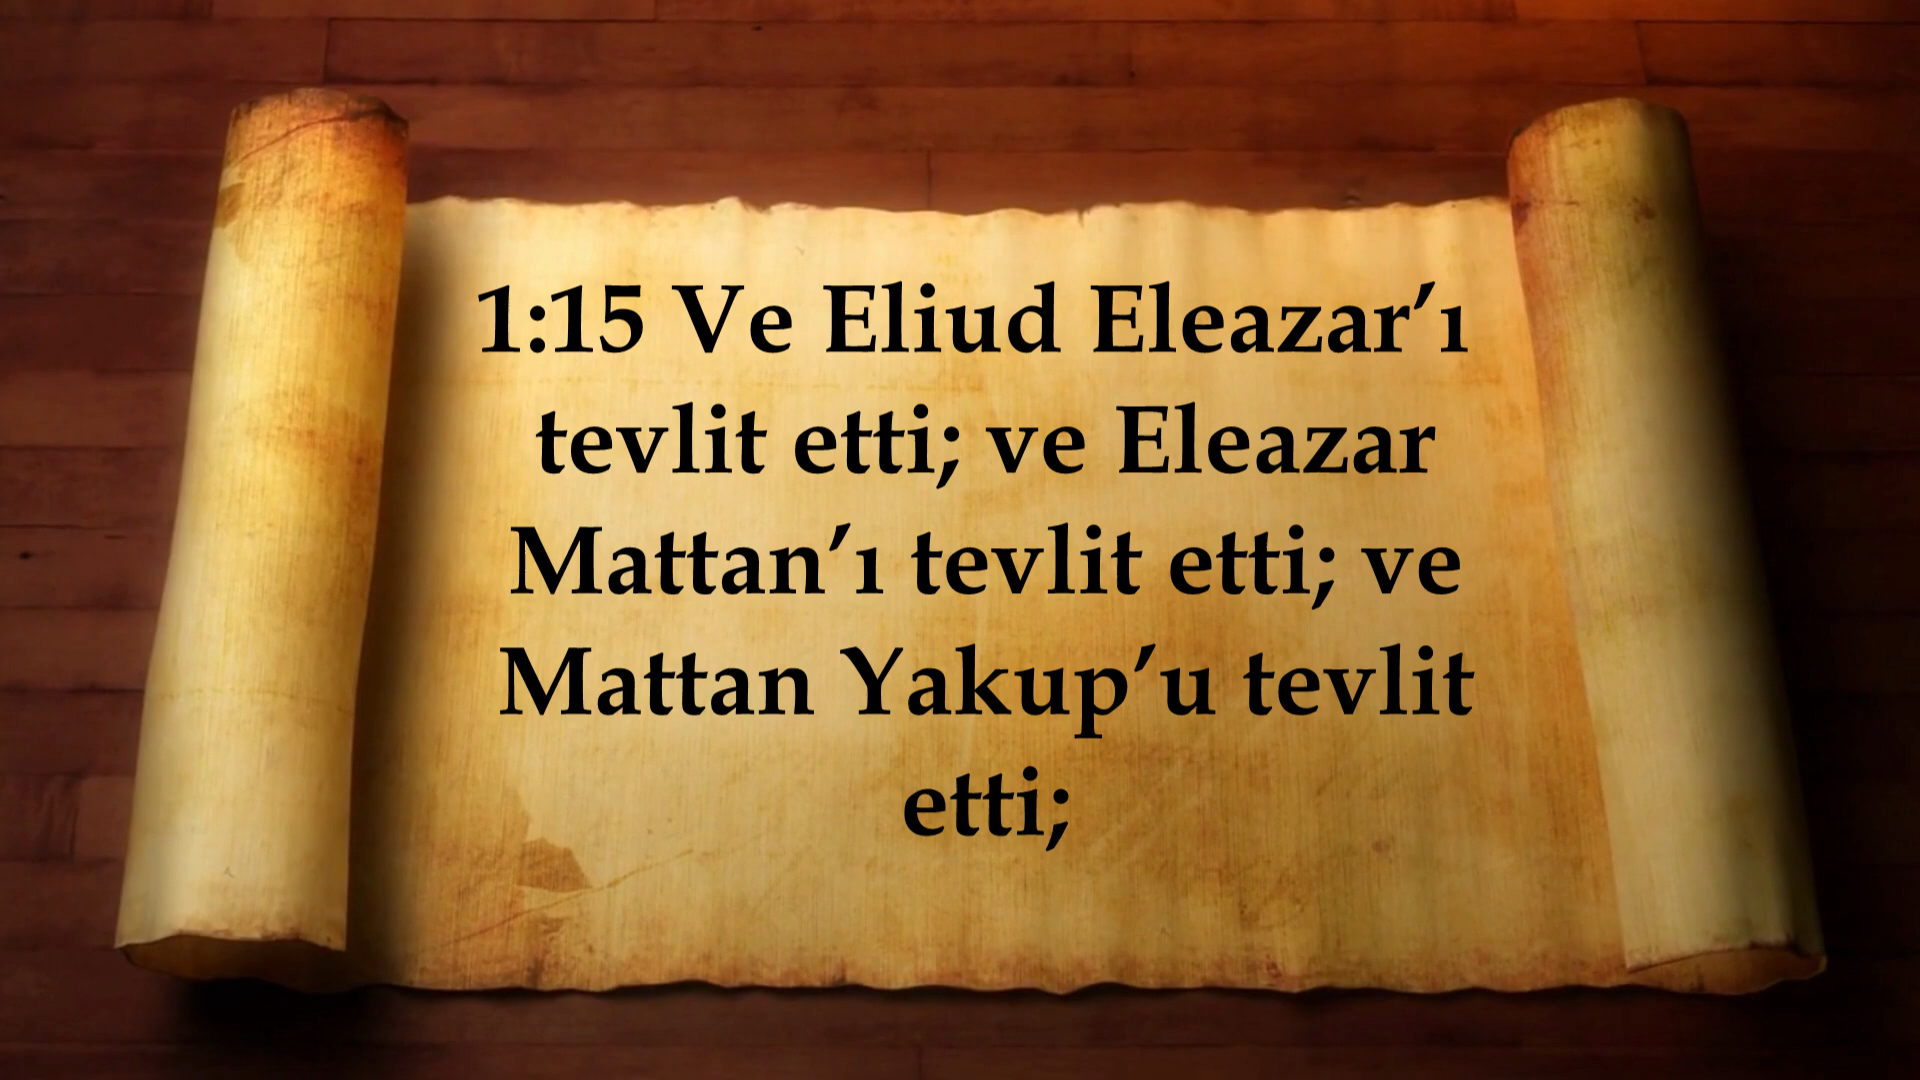 1:15 Ve Eliud Eleazar’ı
tevlit etti; ve Eleazar
Mattan’ı tevlit etti; ve
Mattan Yakup’u tevlit
etti;